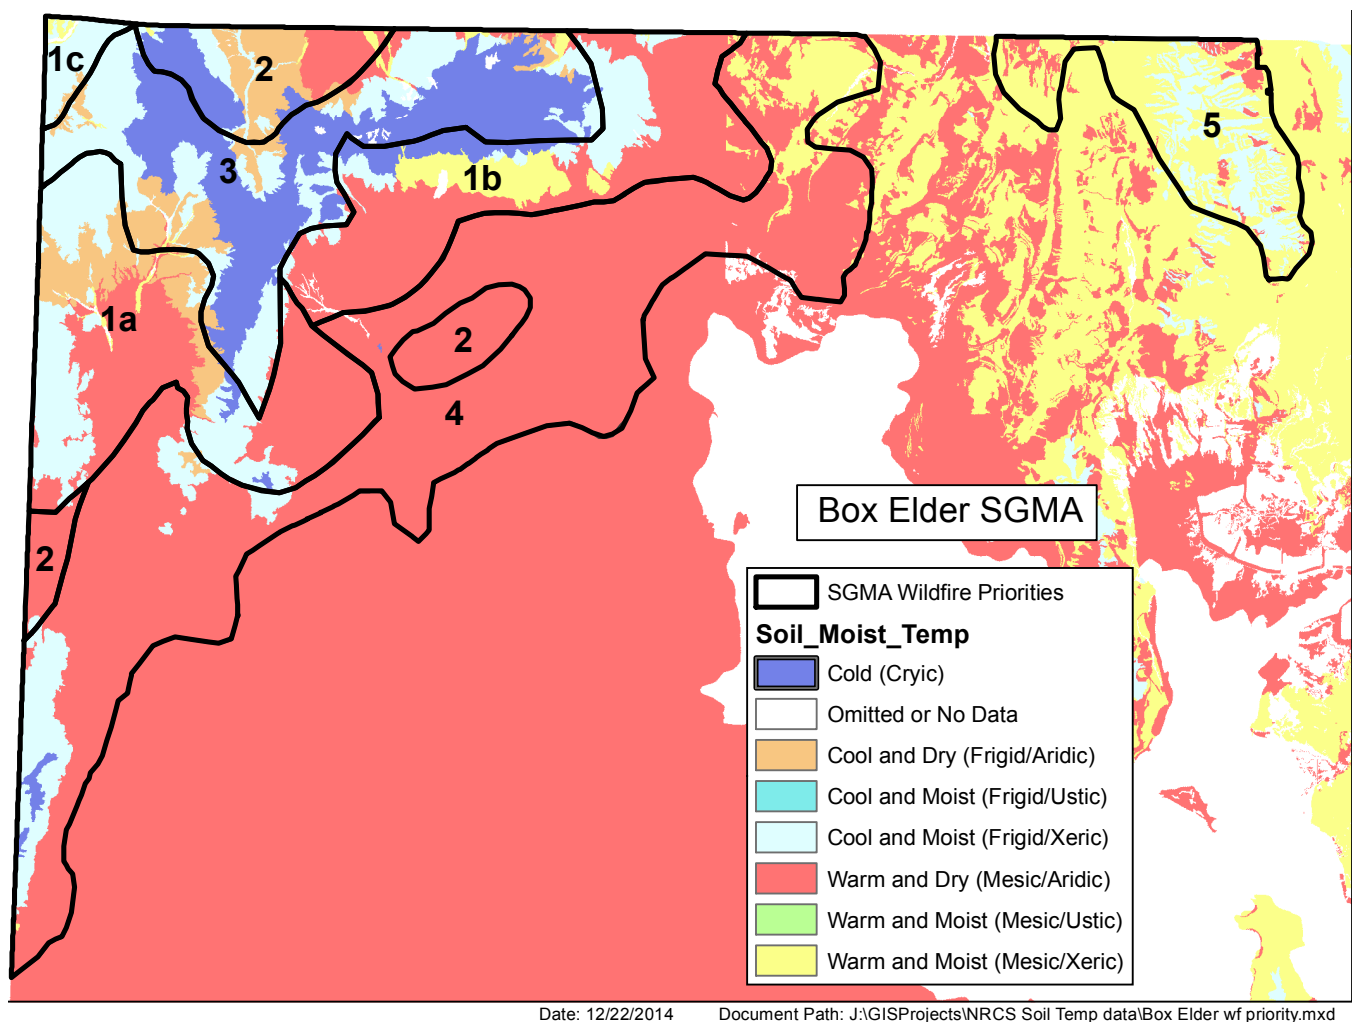 1c
2
5
3
1b
1a
2
4
2
Box Elder SGMA
SGMA Wildfire Priorities
Soil_Moist_Temp
Cold (Cryic)
Omitted or No Data
Cool and Dry (Frigid/Aridic)
Cool and Moist (Frigid/Ustic)
Cool and Moist (Frigid/Xeric)
Warm and Dry (Mesic/Aridic)
Warm and Moist (Mesic/Ustic)
Warm and Moist (Mesic/Xeric)
Date: 12/22/2014 Document Path: J:\GISProjects\NRCS Soil Temp data\Box Elder wf priority.mxd